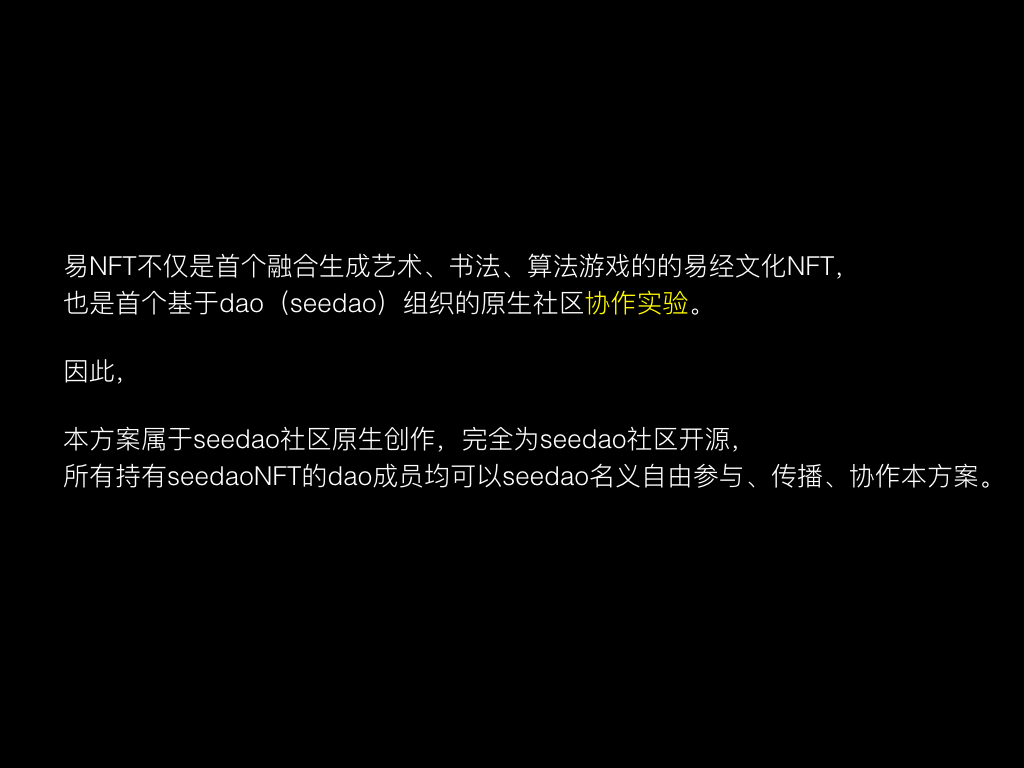 易NFT不仅是首个融合生成艺术、书法、算法游戏的的易经文化NFT，
也是首个基于dao（seedao）组织的原生社区协作实验。
因此，
本方案属于seedao社区原生创作，完全为seedao社区开源，
所有持有seedaoNFT的dao成员均可以seedao名义自由参与、传播、协作本方案。